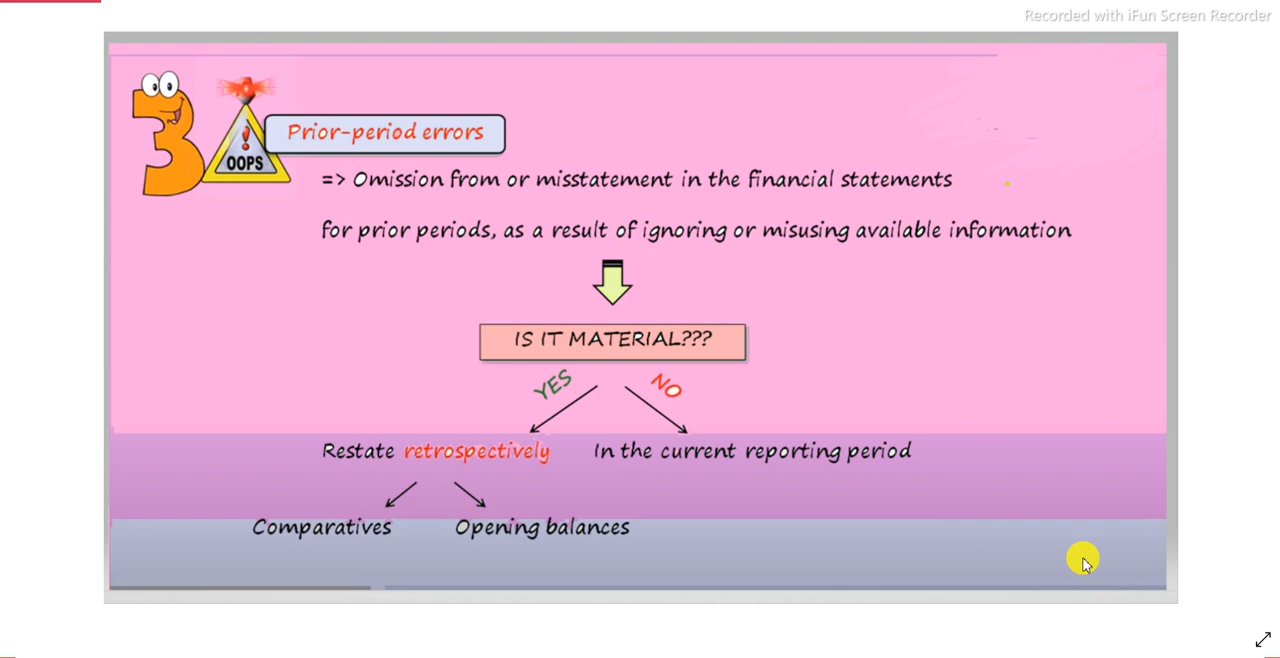 Recorded with iFun Screen Recorder
3
OOPS
Prior-period errors
=> Omission from or misstatement in the financial statements
for prior periods, as a result of ignoring or misusing available information
IS IT MATERIAL???
YES NO
Restate retrospectively In the current reporting period
Comparatives Opening balances